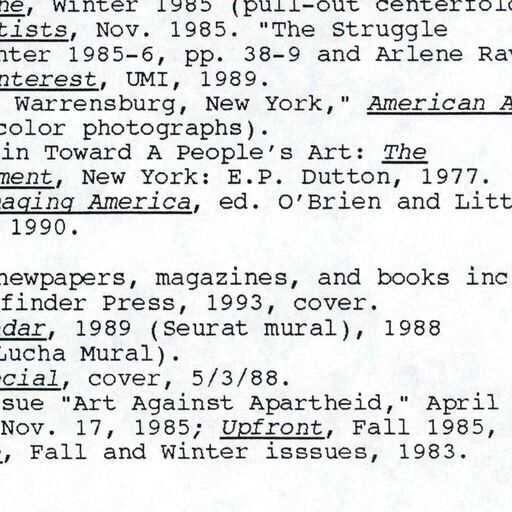 ne, Winter 1985 (pull-out centerfold
tists, Nov. 1985. "The Struggle
nter 1985-6, pp. 38-9 and Arlene Rav
nterest, UMI, 1989.
Warrensburg, New York," American A
color photographs).
in Toward A People's Art: The
ment, New York: E.P. Dutton, 1977.
maging America, ed. O'Brien and Litt
1990.
newpapers, magazines, and books inc
finder Press, 1993, cover.
dar, 1989 (Seurat mural), 1988
Lucha Mural).
cial, cover, 5/3/88.
sue "Art Against Apartheid," April
Nov. 17, 1985; Upfront, Fall 1985,
, Fall and Winter isssues, 1983.